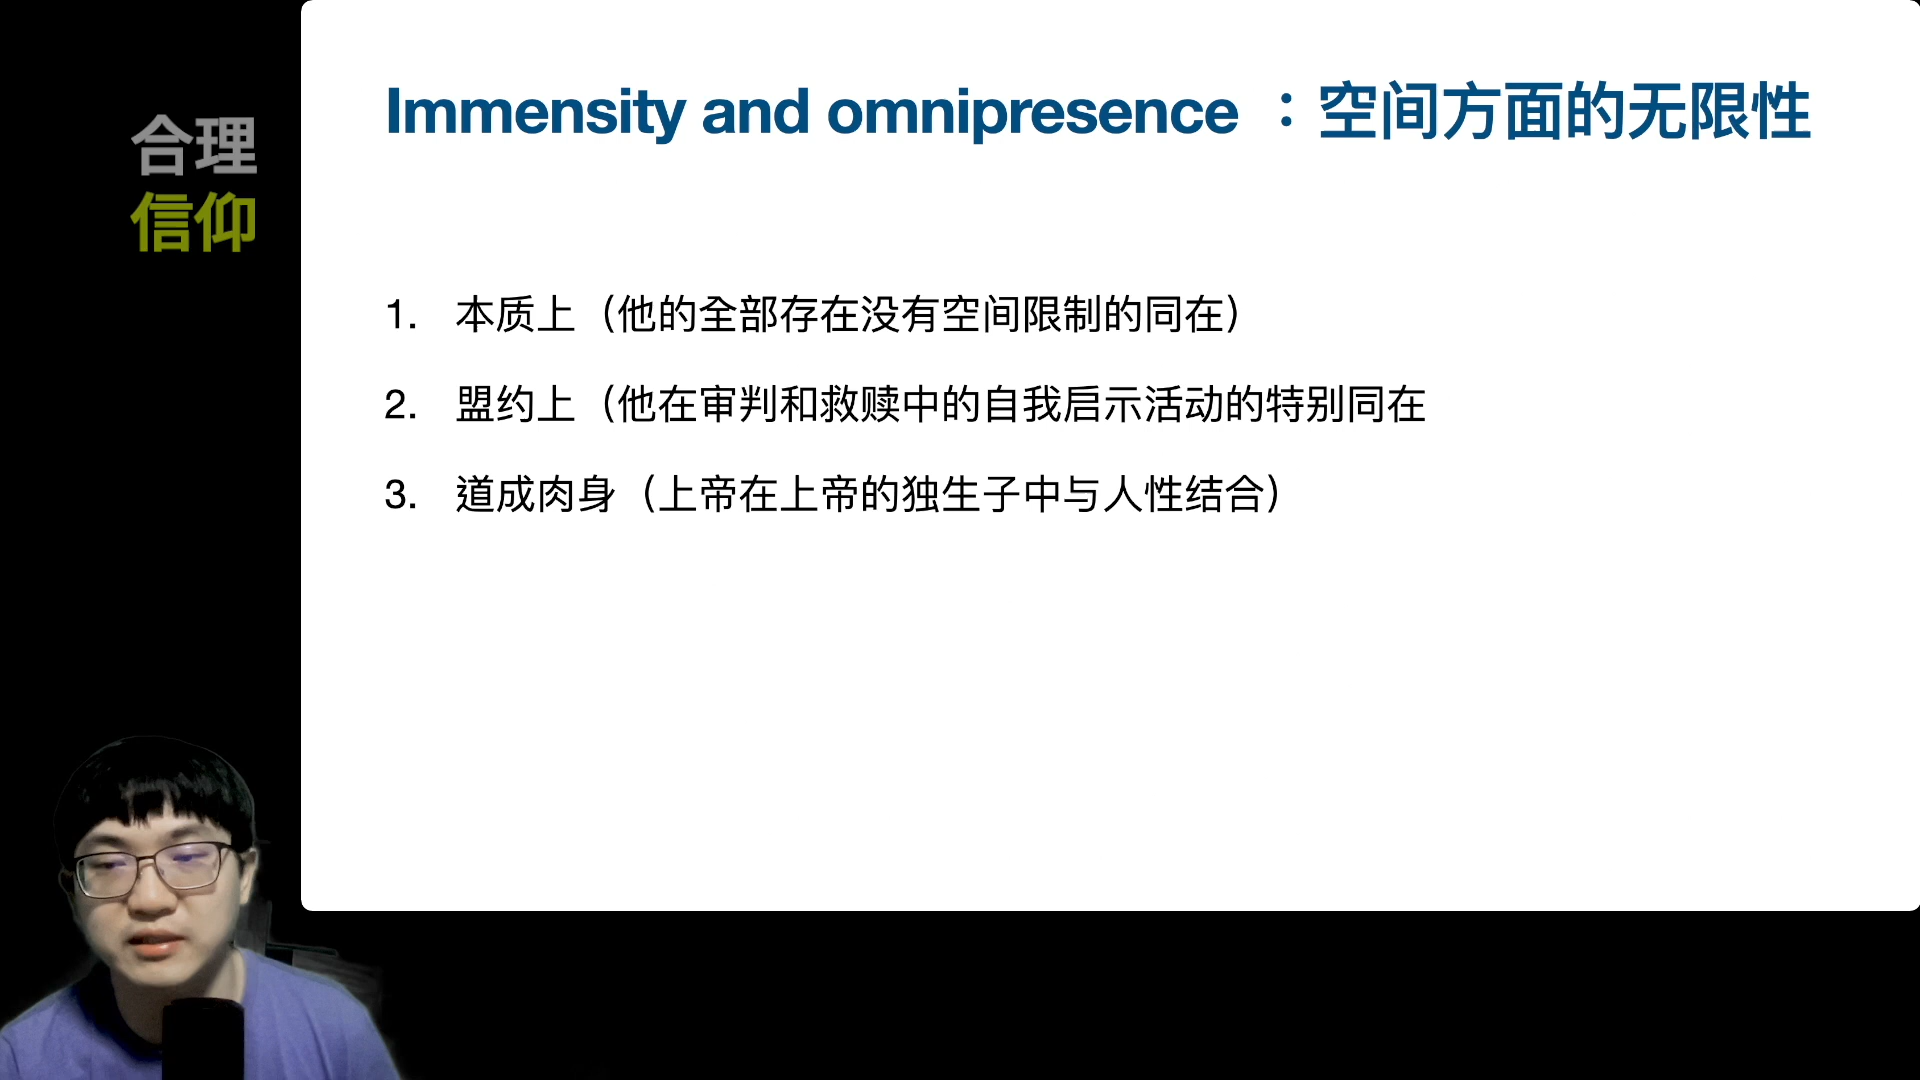 合理
信仰
Immensity and omnipresence ：空间方面的无限性
1. 本质上（他的全部存在没有空间限制的同在）
2. 盟约上（他在审判和救赎中的自我启示活动的特别同在
3. 道成肉身（上帝在上帝的独生子中与人性结合）